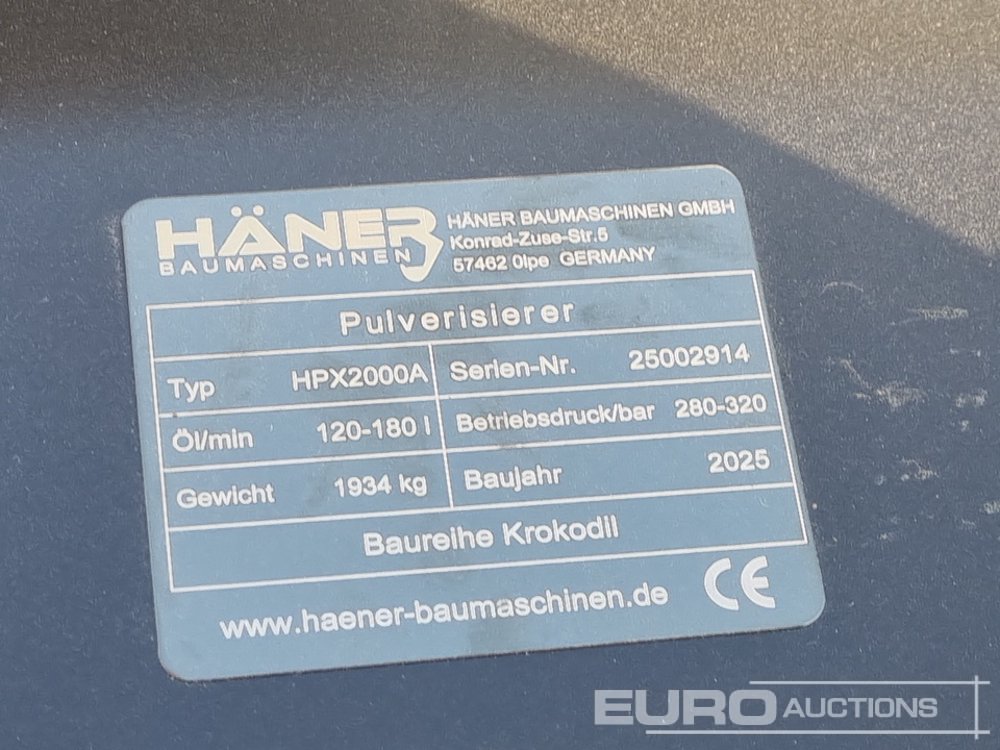 HÄNER
BAUMASCHINEN
HÄNER BAUMASCHINEN GMBH
Konrad-Zuse-Str.5
57462 Olpe GERMANY
Pulverisierer
Typ HPX2000A
Serien-Nr. 25002914
Öl/min 120-180 l
Betriebsdruck/bar 280-320
Gewicht 1934 kg
Baujahr 2025
Baureihe Krokodil
www.haener-baumaschinen.de
CE
EURO AUCTIONS